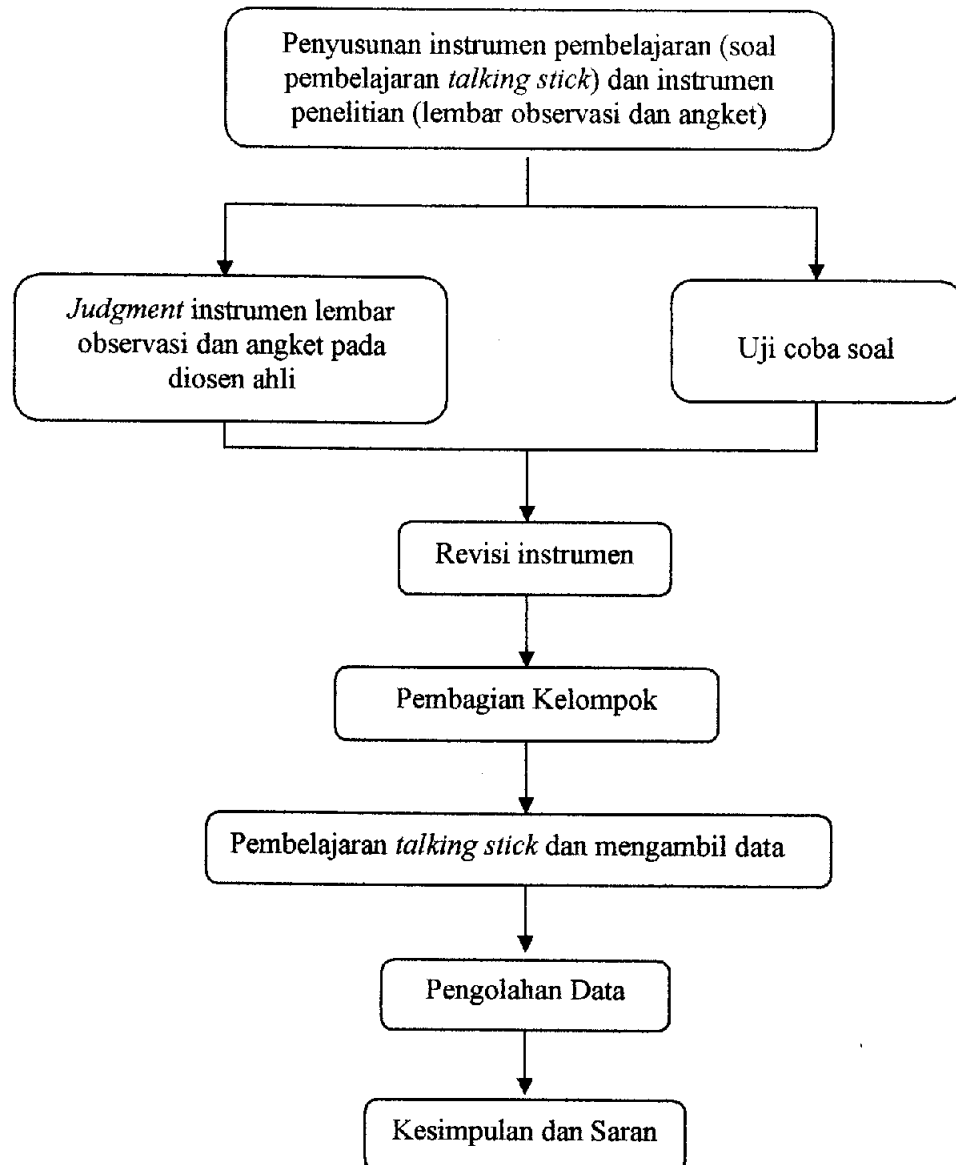 Penyusunan instrumen pembelajaran (soal
pembelajaran talking stick) dan instrumen
penelitian (lembar observasi dan angket)
Judgment instrumen lembar
observasi dan angket pada
diosen ahli
Uji coba soal
Revisi instrumen
Pembagian Kelompok
Pembelajaran talking stick dan mengambil data
Pengolahan Data
Kesimpulan dan Saran